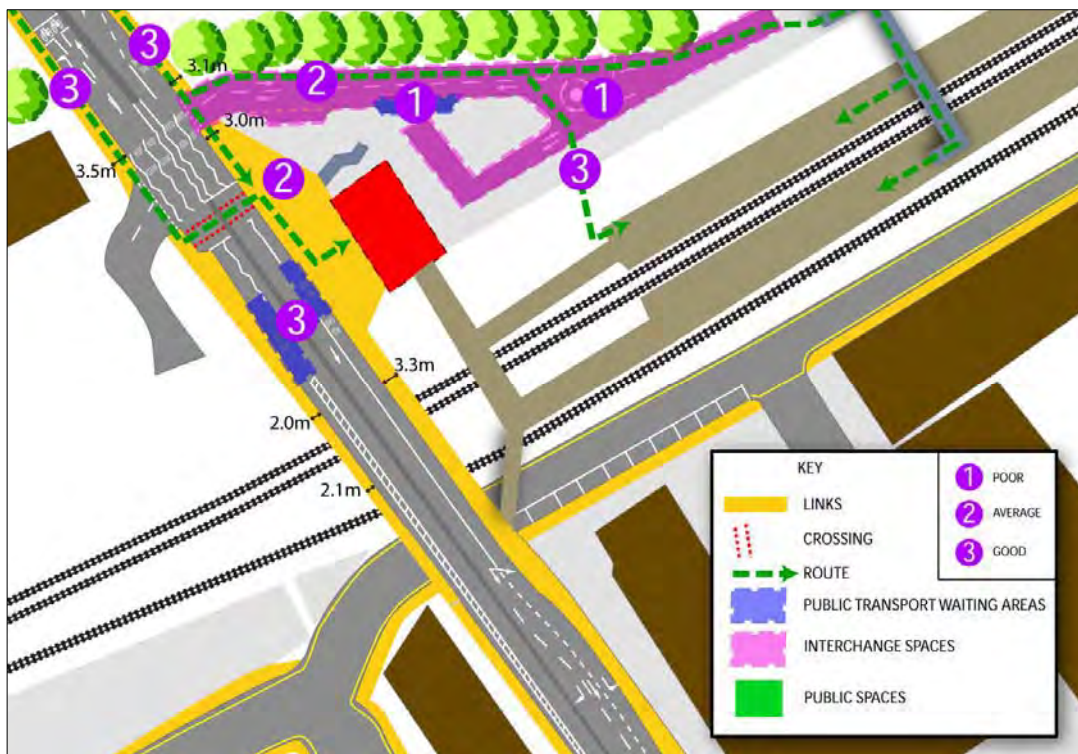 3
3
3.1m
2
1
1
3.0m
3.5m
2
3
3
3.3m
2.0m
2.1m
KEY
LINKS
CROSSING
ROUTE
PUBLIC TRANSPORT WAITING AREAS
INTERCHANGE SPACES
PUBLIC SPACES
1 POOR
2 AVERAGE
3 GOOD